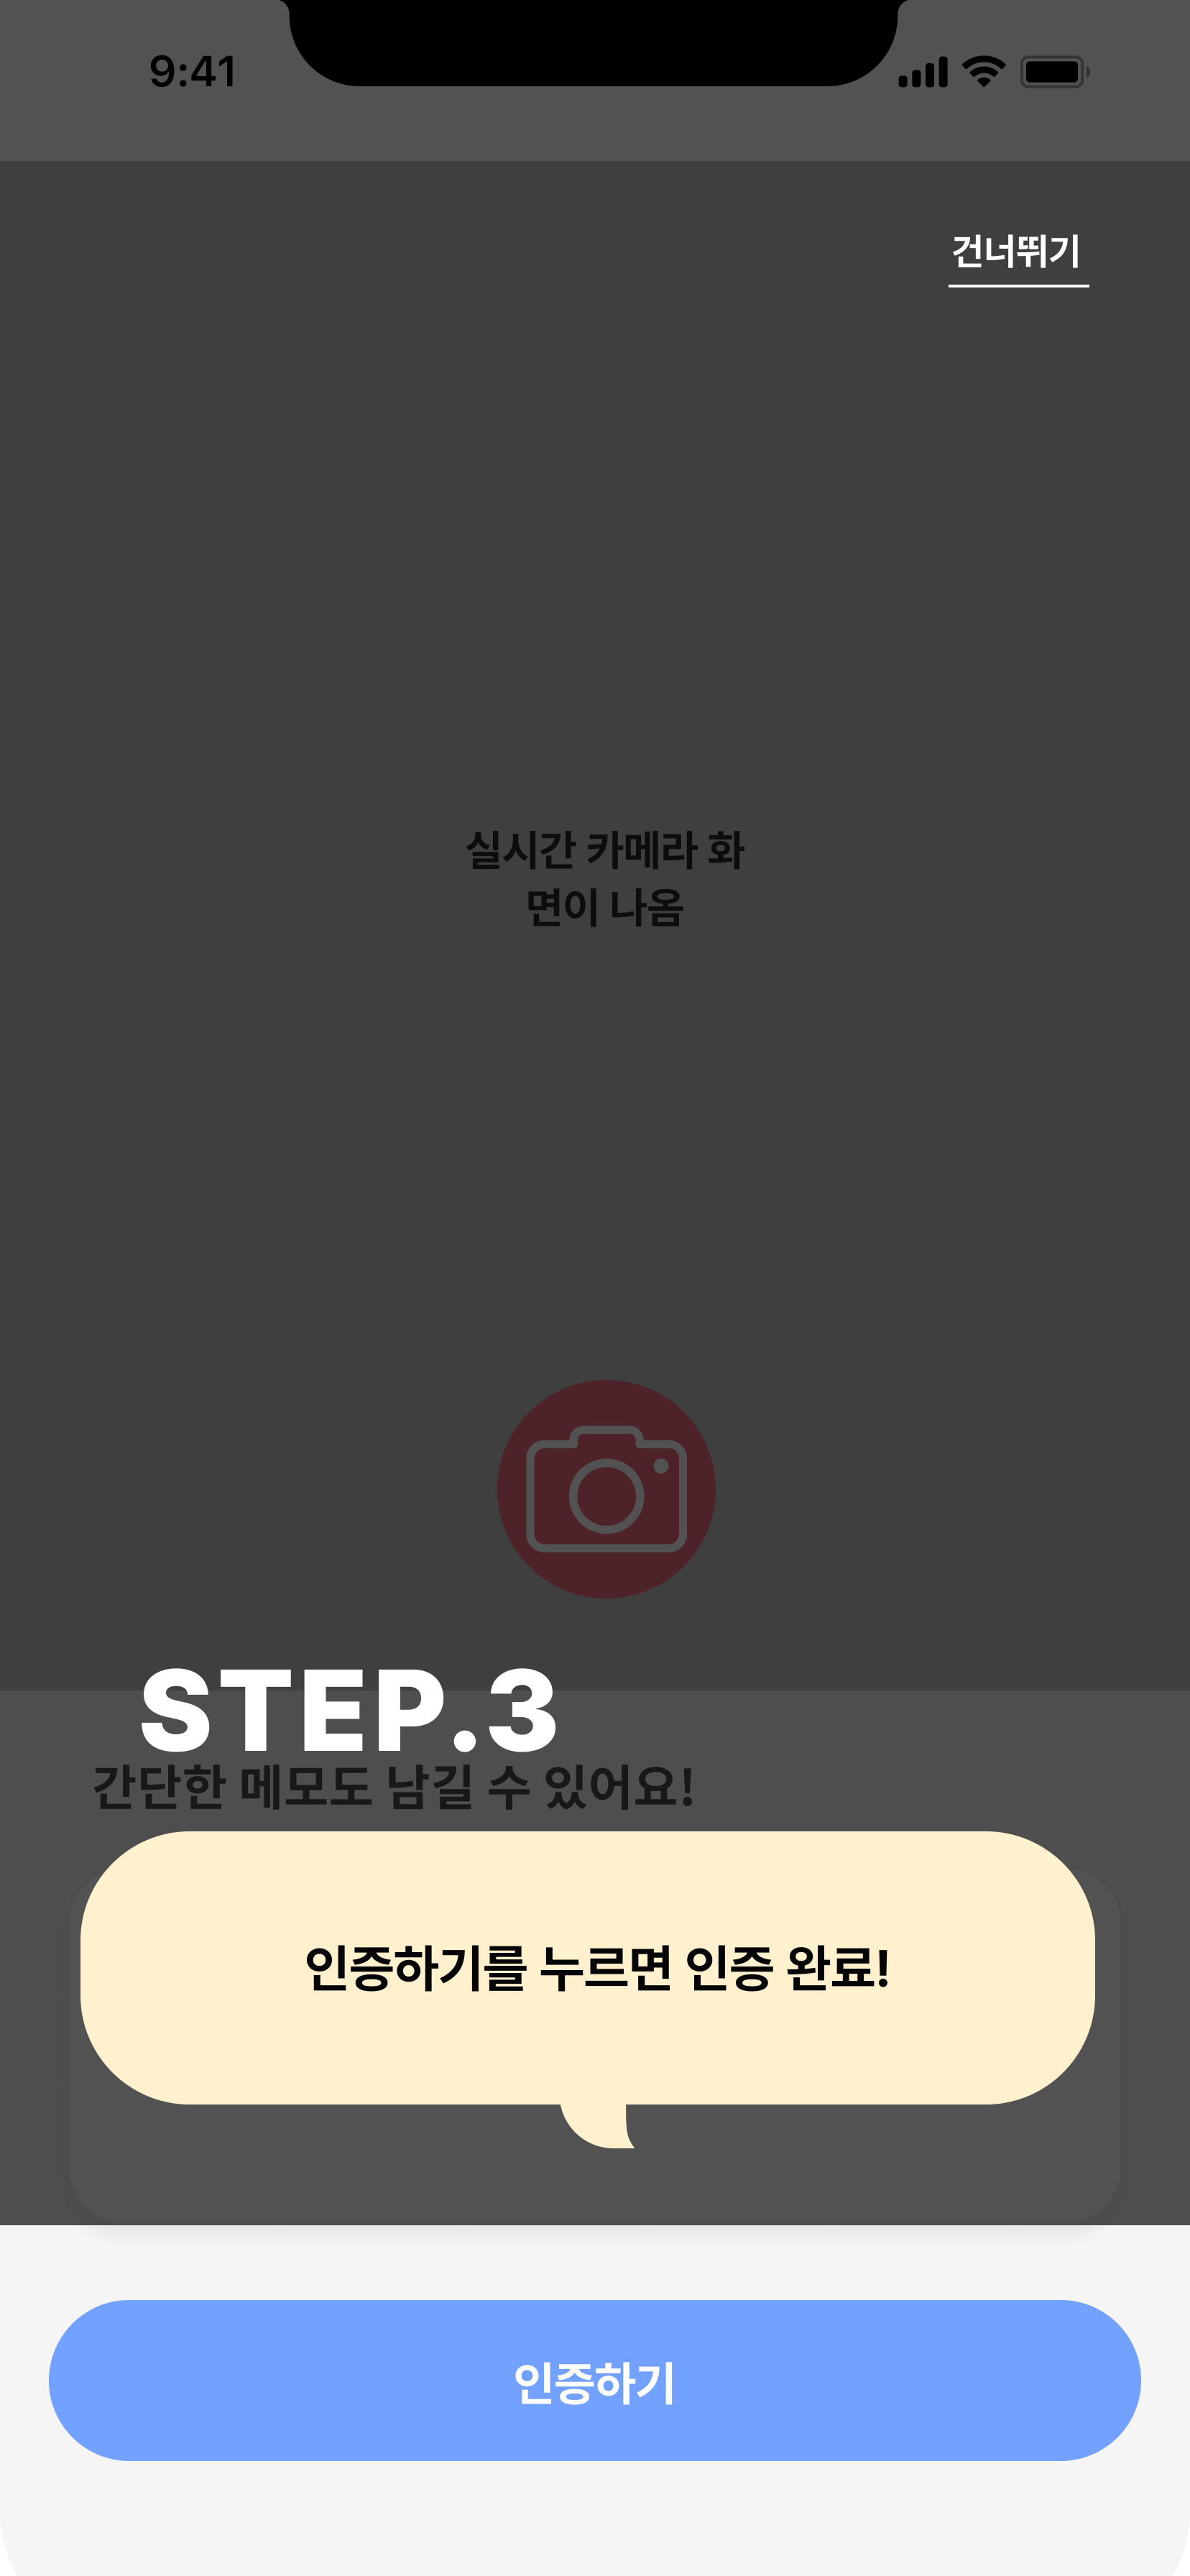 9:41
건너뛰기
실시간 카메라 화
면이 나옴
STEP.3
간단한 메모도 남길 수 있어요!
인증하기를 누르면 인증 완료!
인증하기